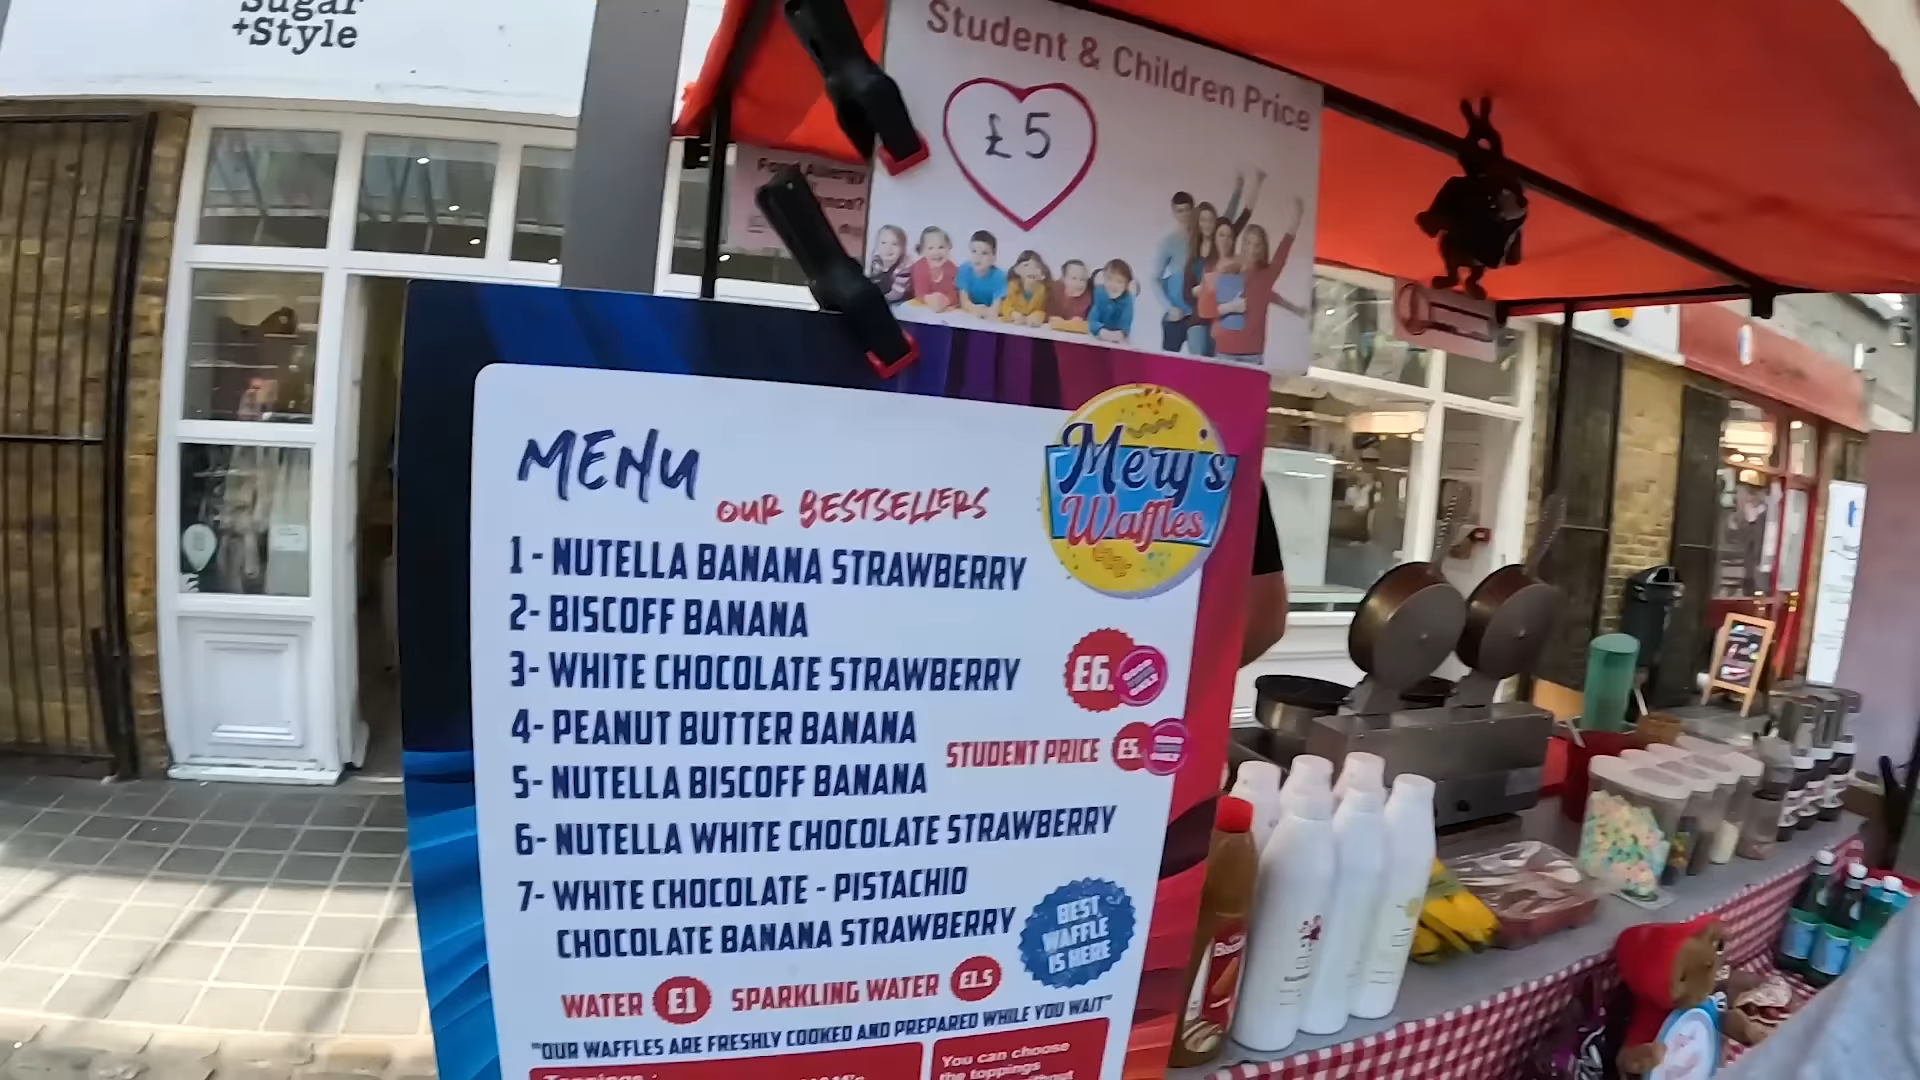 Sugar
+Style
Student & Children Price
£5
Food Allergy
MENU
OUR BESTSELLERS
Mery's
Waffles
1- NUTELLA BANANA STRAWBERRY
2- BISCOFF BANANA
3- WHITE CHOCOLATE STRAWBERRY
£6.
4- PEANUT BUTTER BANANA
STUDENT PRICE £5.
5- NUTELLA BISCOFF BANANA
6- NUTELLA WHITE CHOCOLATE STRAWBERRY
7- WHITE CHOCOLATE - PISTACHIO
CHOCOLATE BANANA STRAWBERRY
BEST
WAFFLE
IS HERE
WATER £1 SPARKLING WATER £1.5
"OUR WAFFLES ARE FRESHLY COOKED AND PREPARED WHILE YOU WAIT"
Toppings :
You can choose
the toppings